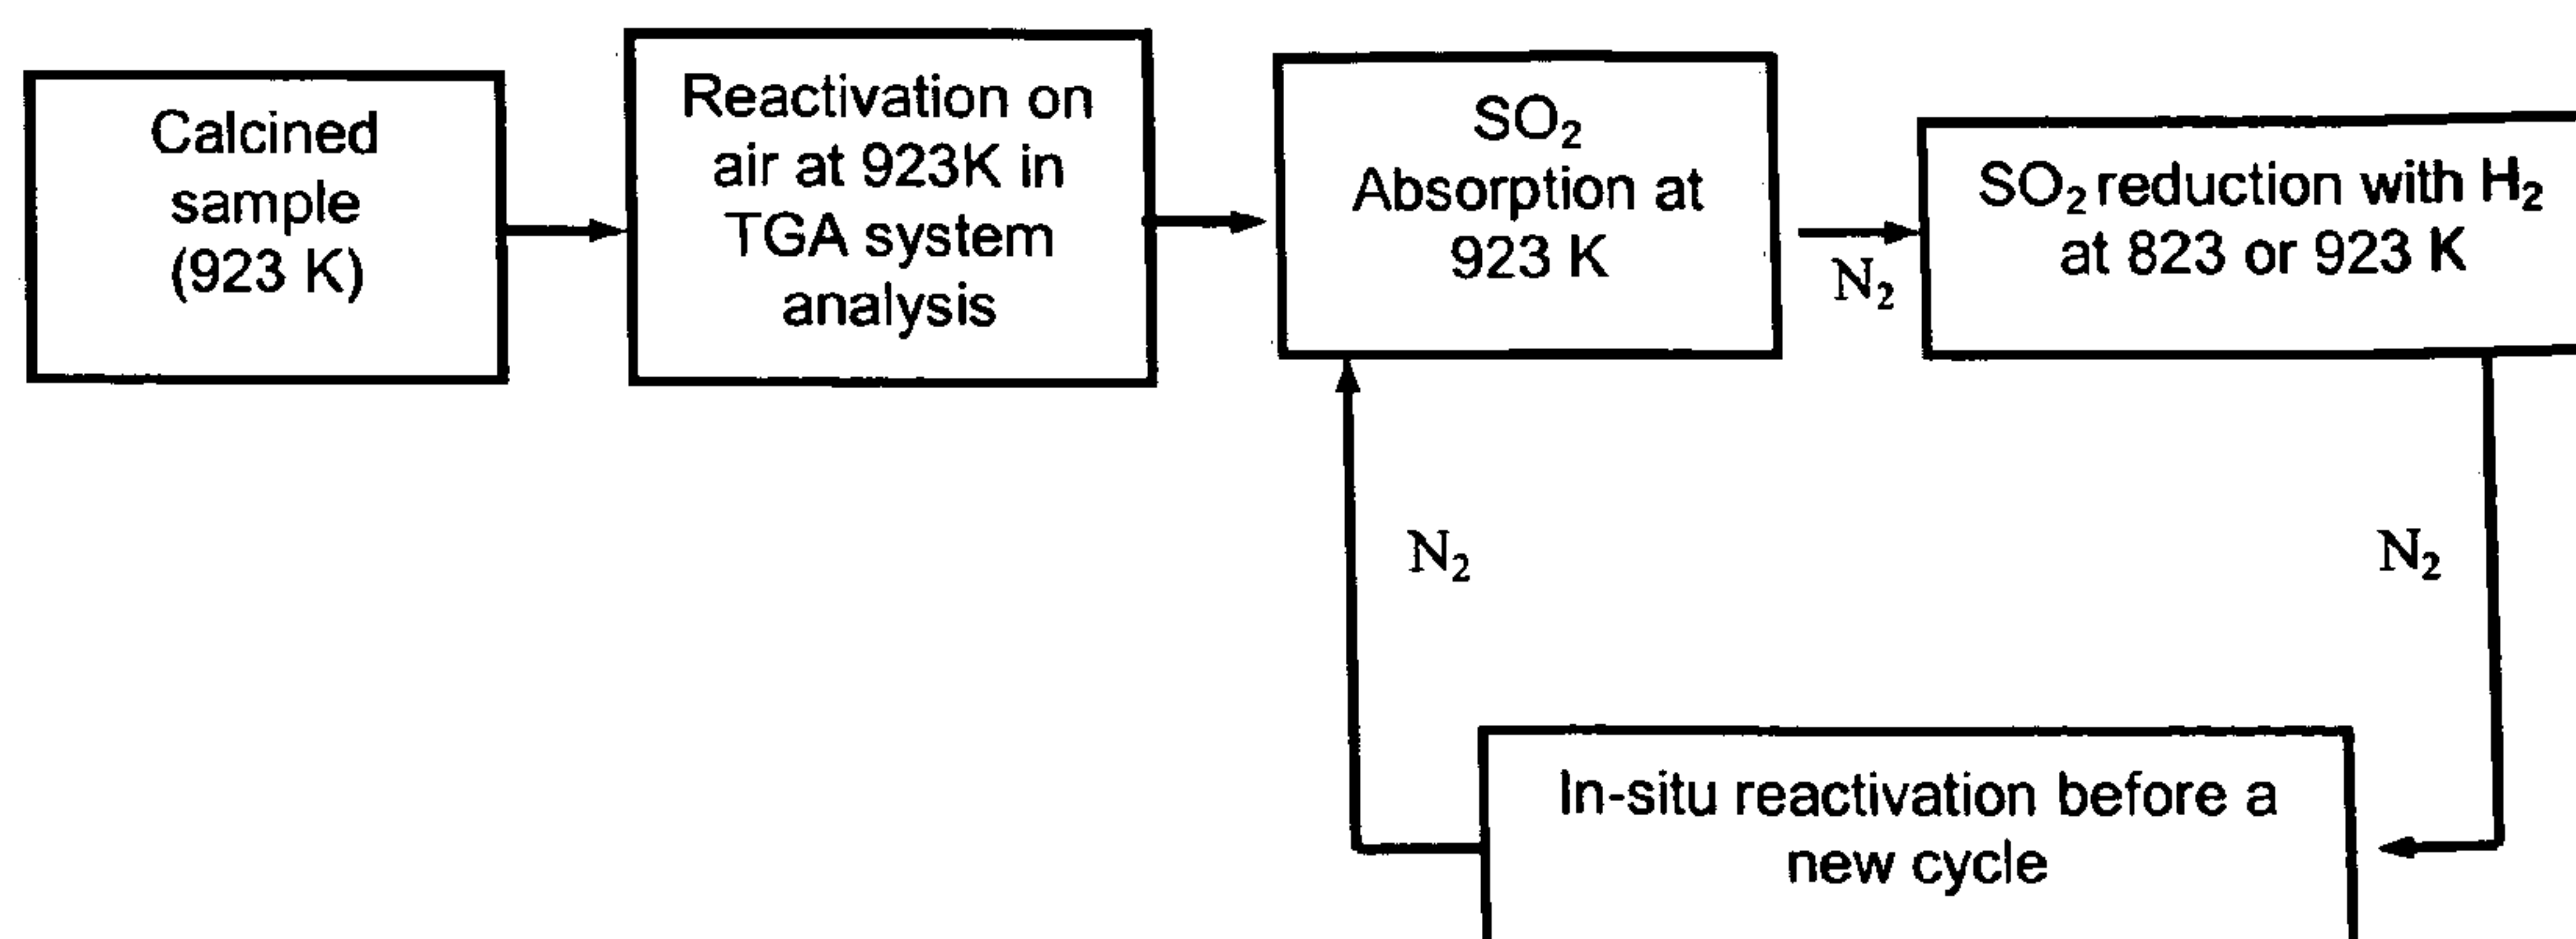 Calcined
sample
(923 K)
Reactivation on
air at 923K in
TGA system
analysis
SO₂
Absorption at
923 K
N₂
SO₂ reduction with H₂
at 823 or 923 K
N₂
N₂
In-situ reactivation before a
new cycle